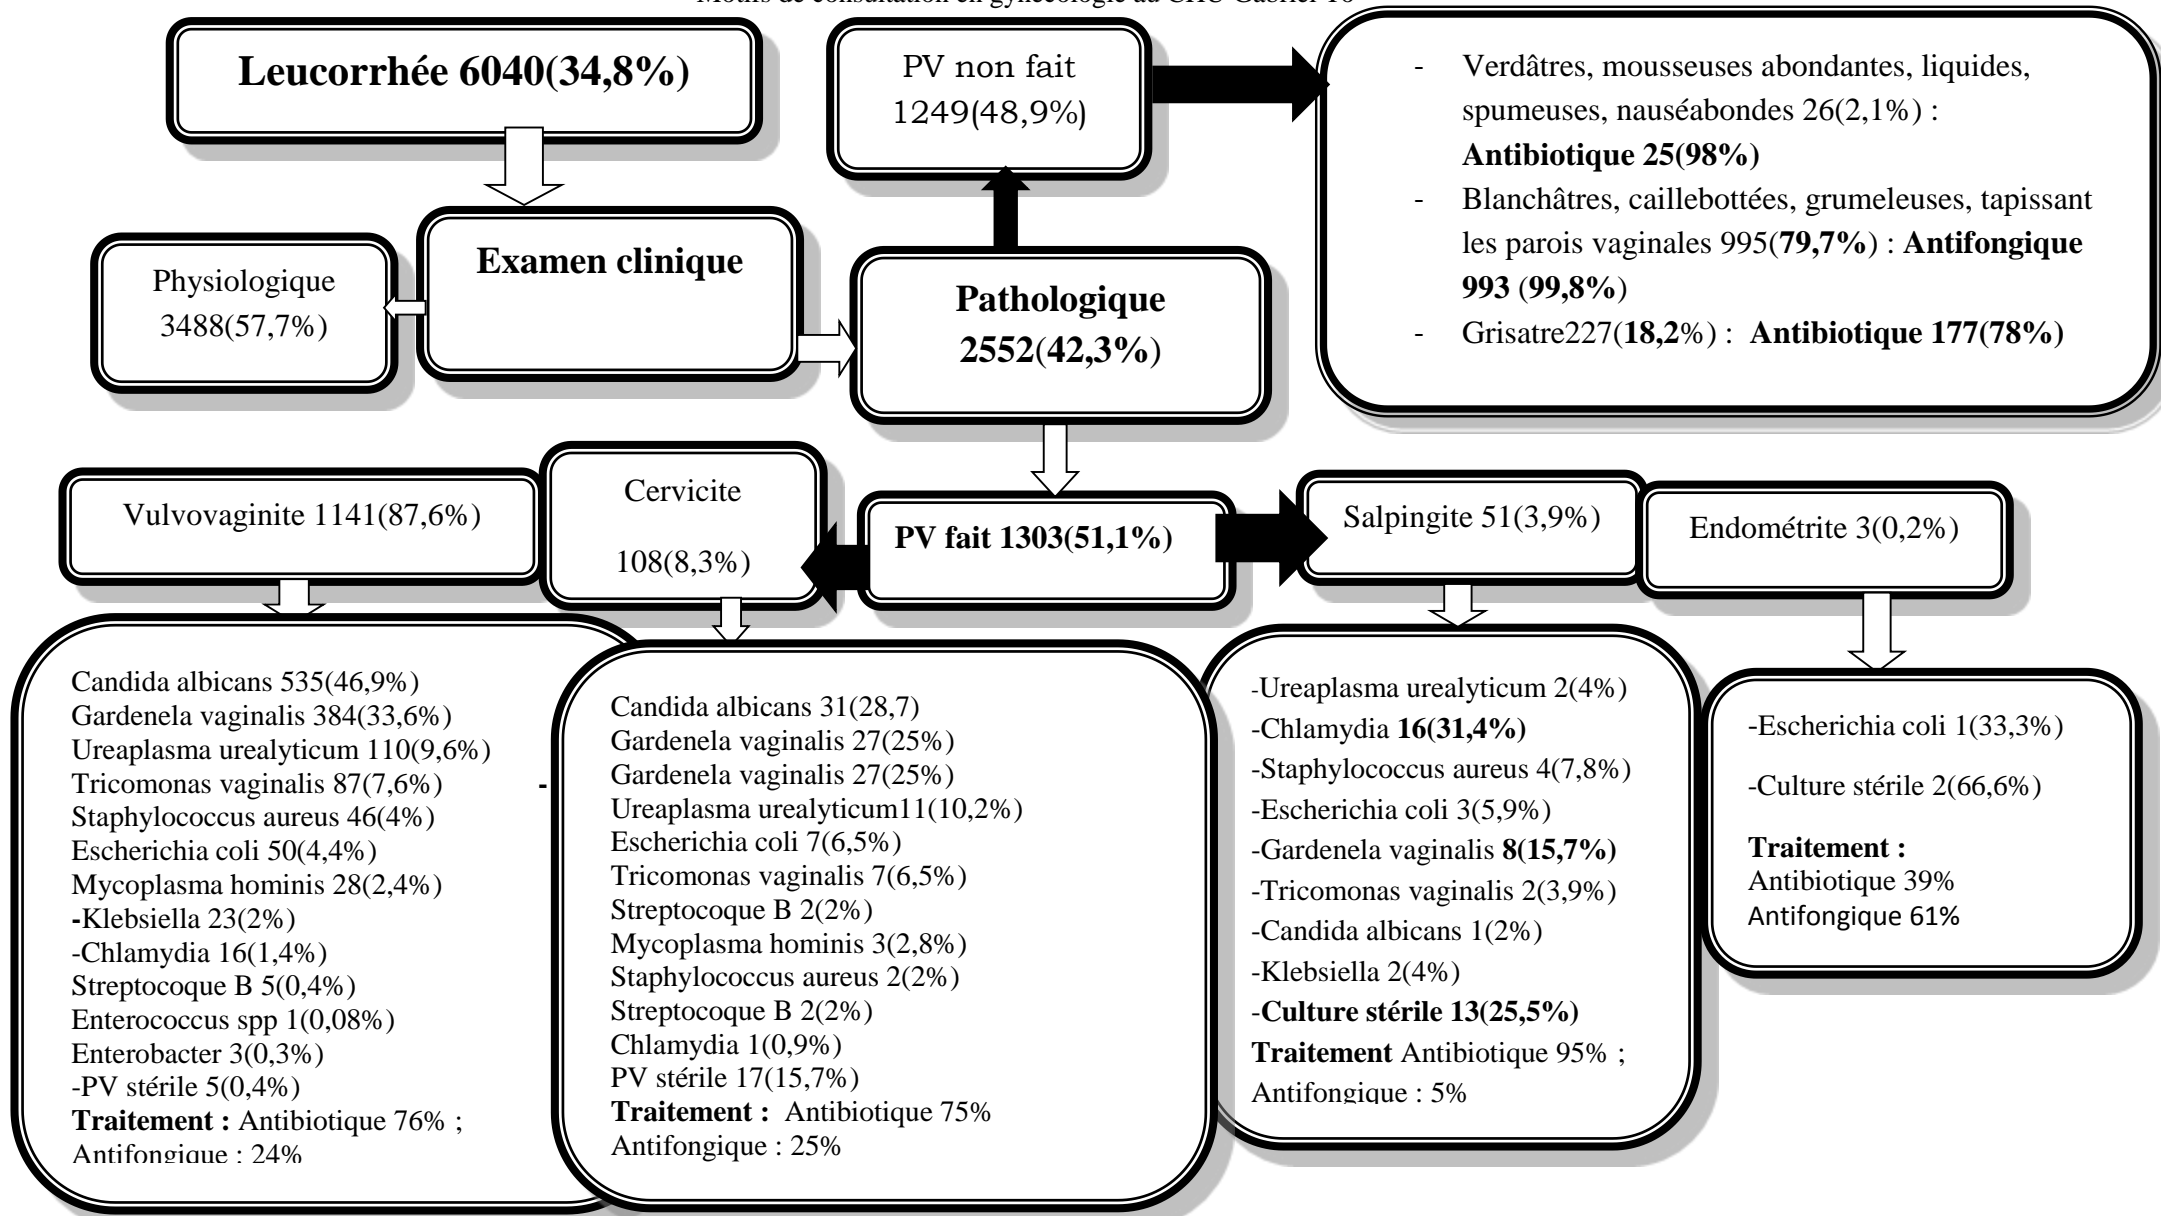 Motifs de consultation en gynécologie au CHU Gabriel To
Leucorrhée 6040(34,8%)
PV non fait
1249(48,9%)
- Verdâtres, mousseuses abondantes, liquides,
spumeuses, nauséabondes 26(2,1%) :
Antibiotique 25(98%)
- Blanchâtres, caillebottées, grumeleuses, tapissant
les parois vaginales 995(79,7%) : Antifongique
993 (99,8%)
- Grisatre227(18,2%) : Antibiotique 177(78%)
Physiologique
3488(57,7%)
Examen clinique
Pathologique
2552(42,3%)
Vulvovaginite 1141(87,6%)
Cervicite
108(8,3%)
PV fait 1303(51,1%)
Salpingite 51(3,9%)
Endométrite 3(0,2%)
Candida albicans 535(46,9%)
Gardenela vaginalis 384(33,6%)
Ureaplasma urealyticum 110(9,6%)
Tricomonas vaginalis 87(7,6%)
Staphylococcus aureus 46(4%)
Escherichia coli 50(4,4%)
Mycoplasma hominis 28(2,4%)
-Klebsiella 23(2%)
-Chlamydia 16(1,4%)
Streptocoque B 5(0,4%)
Enterococcus spp 1(0,08%)
Enterobacter 3(0,3%)
-PV stérile 5(0,4%)
Traitement : Antibiotique 76% ;
Antifongique : 24%
-
Candida albicans 31(28,7)
Gardenela vaginalis 27(25%)
Gardenela vaginalis 27(25%)
Ureaplasma urealyticum11(10,2%)
Escherichia coli 7(6,5%)
Tricomonas vaginalis 7(6,5%)
Streptocoque B 2(2%)
Mycoplasma hominis 3(2,8%)
Staphylococcus aureus 2(2%)
Streptocoque B 2(2%)
Chlamydia 1(0,9%)
PV stérile 17(15,7%)
Traitement : Antibiotique 75%
Antifongique : 25%
-Ureaplasma urealyticum 2(4%)
-Chlamydia 16(31,4%)
-Staphylococcus aureus 4(7,8%)
-Escherichia coli 3(5,9%)
-Gardenela vaginalis 8(15,7%)
-Tricomonas vaginalis 2(3,9%)
-Candida albicans 1(2%)
-Klebsiella 2(4%)
-Culture stérile 13(25,5%)
Traitement Antibiotique 95% ;
Antifongique : 5%
-Escherichia coli 1(33,3%)
-Culture stérile 2(66,6%)
Traitement :
Antibiotique 39%
Antifongique 61%